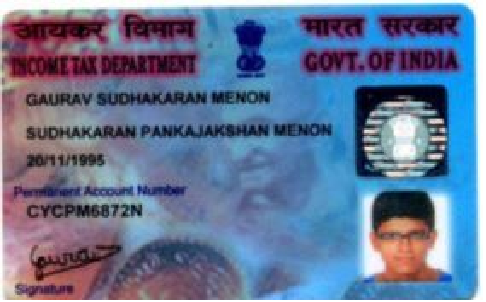 आयकर विभाग
भारत सरकार
INCOME TAX DEPARTMENT
GOVT. OF INDIA
GAURAV SUDHAKARAN MENON
SUDHAKARAN PANKAJAKSHAN MENON
20/11/1995
Permanent Account Number
CYCPM6872N
Gaurav
Signature